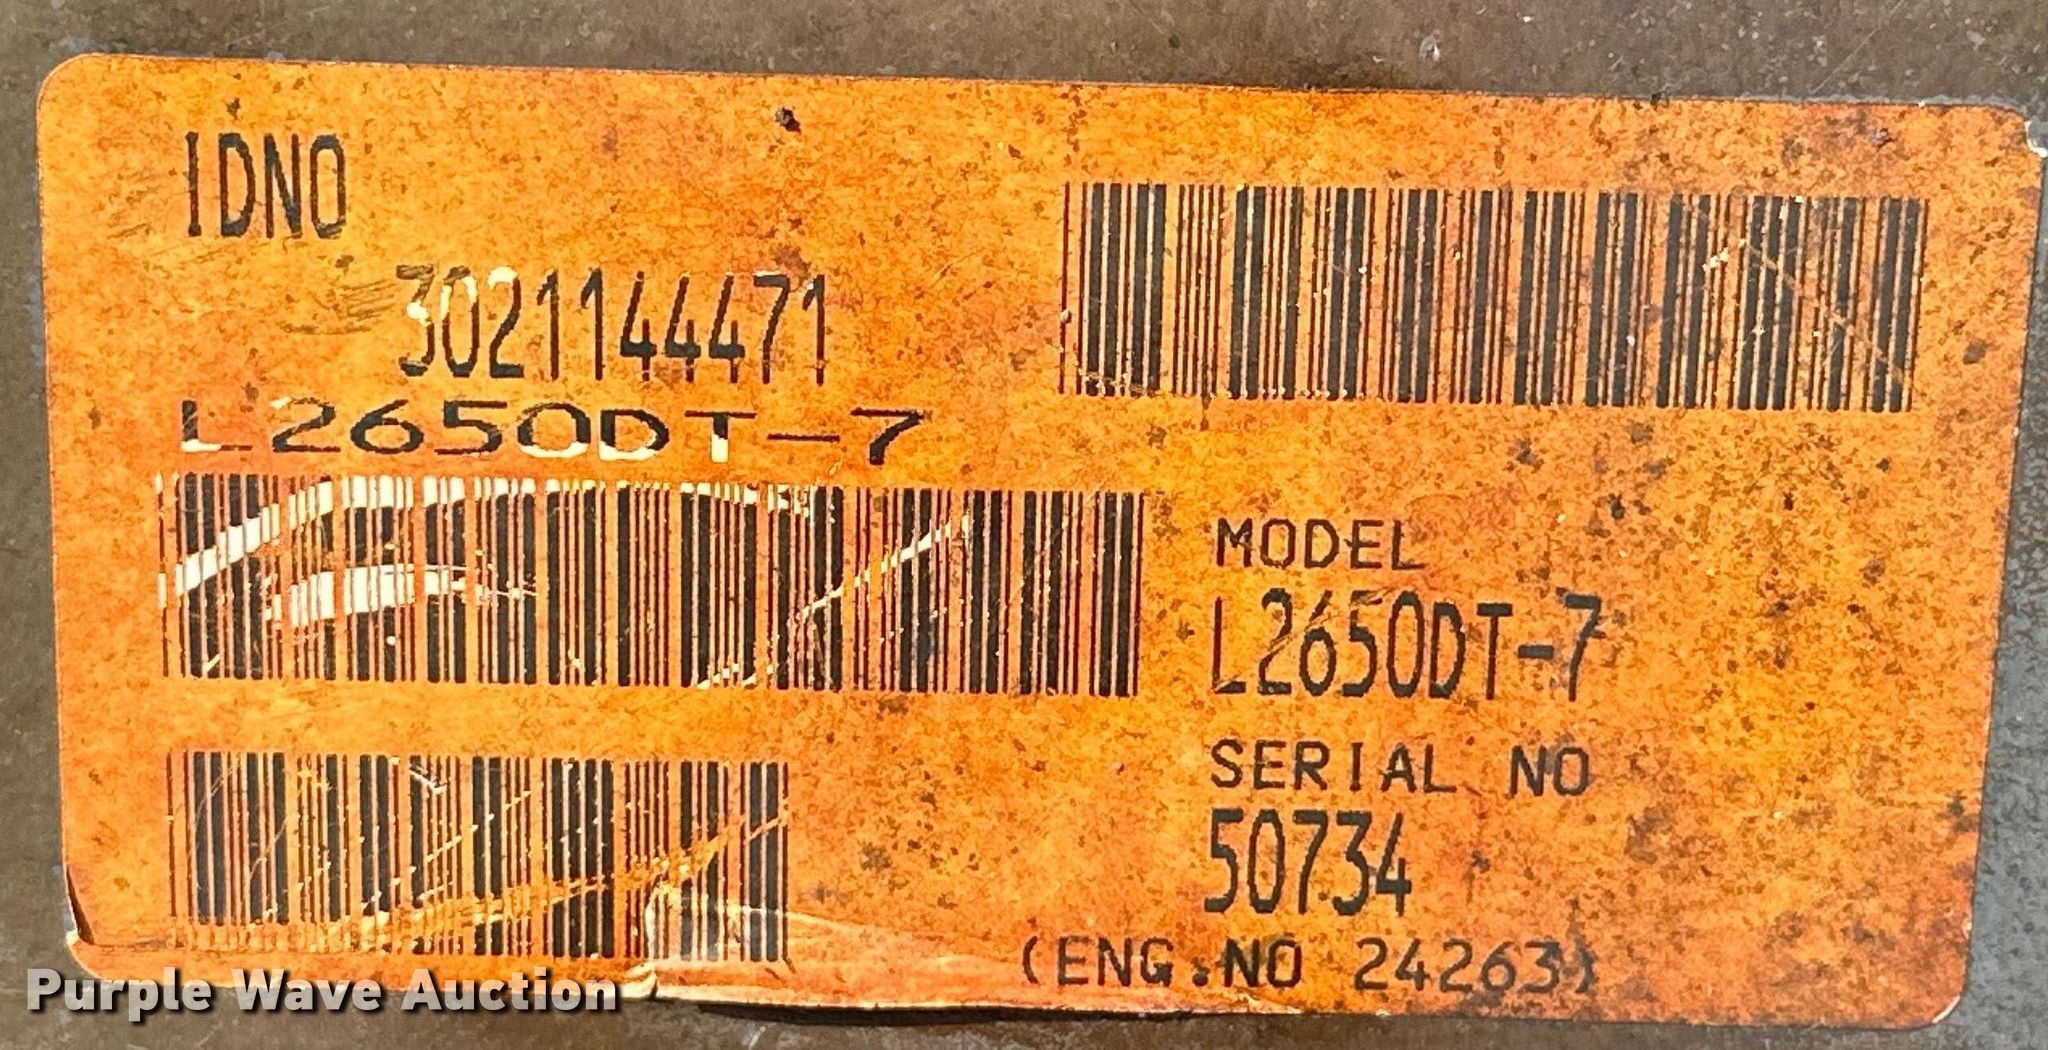 IDNO
3021144471
L2650DT-7
MODEL
L2650DT-7
SERIAL NO
50734
(ENG.NO 24263)
Purple Wave Auction